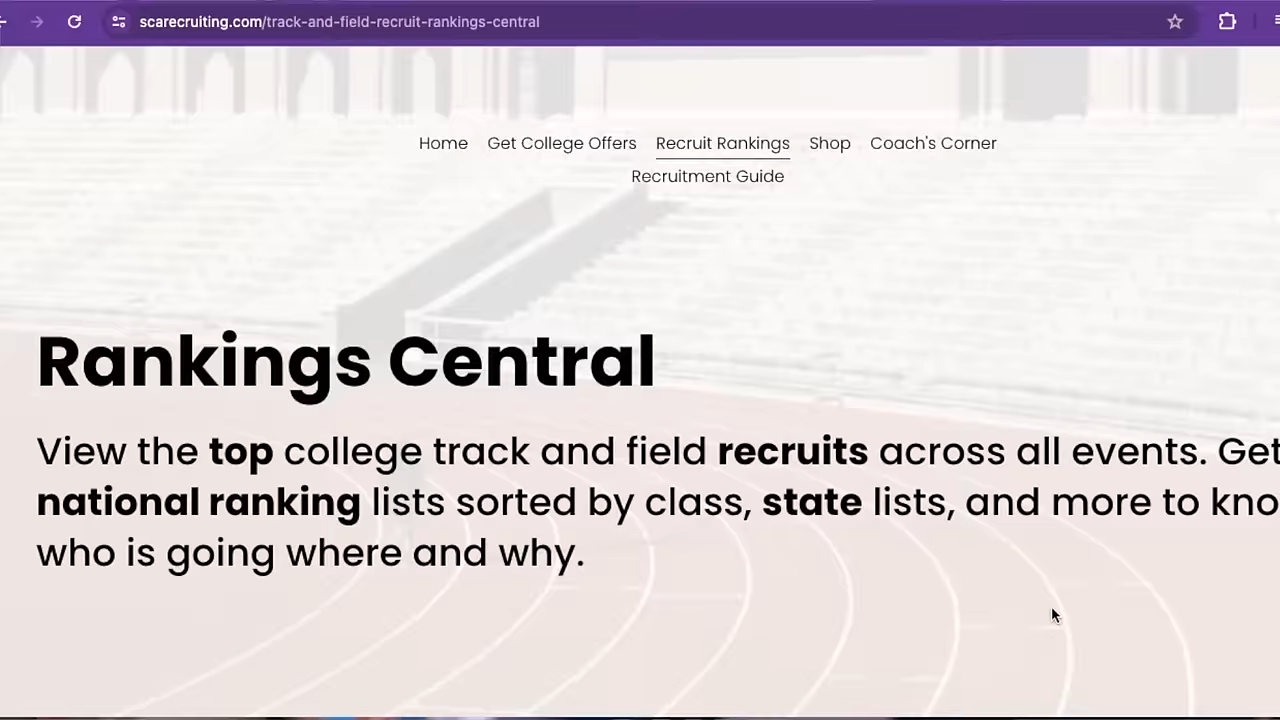 scarecruiting.com/track-and-field-recruit-rankings-central
Home Get College Offers Recruit Rankings Shop Coach's Corner
Recruitment Guide
Rankings Central
View the top college track and field recruits across all events. Get
national ranking lists sorted by class, state lists, and more to kno
who is going where and why.